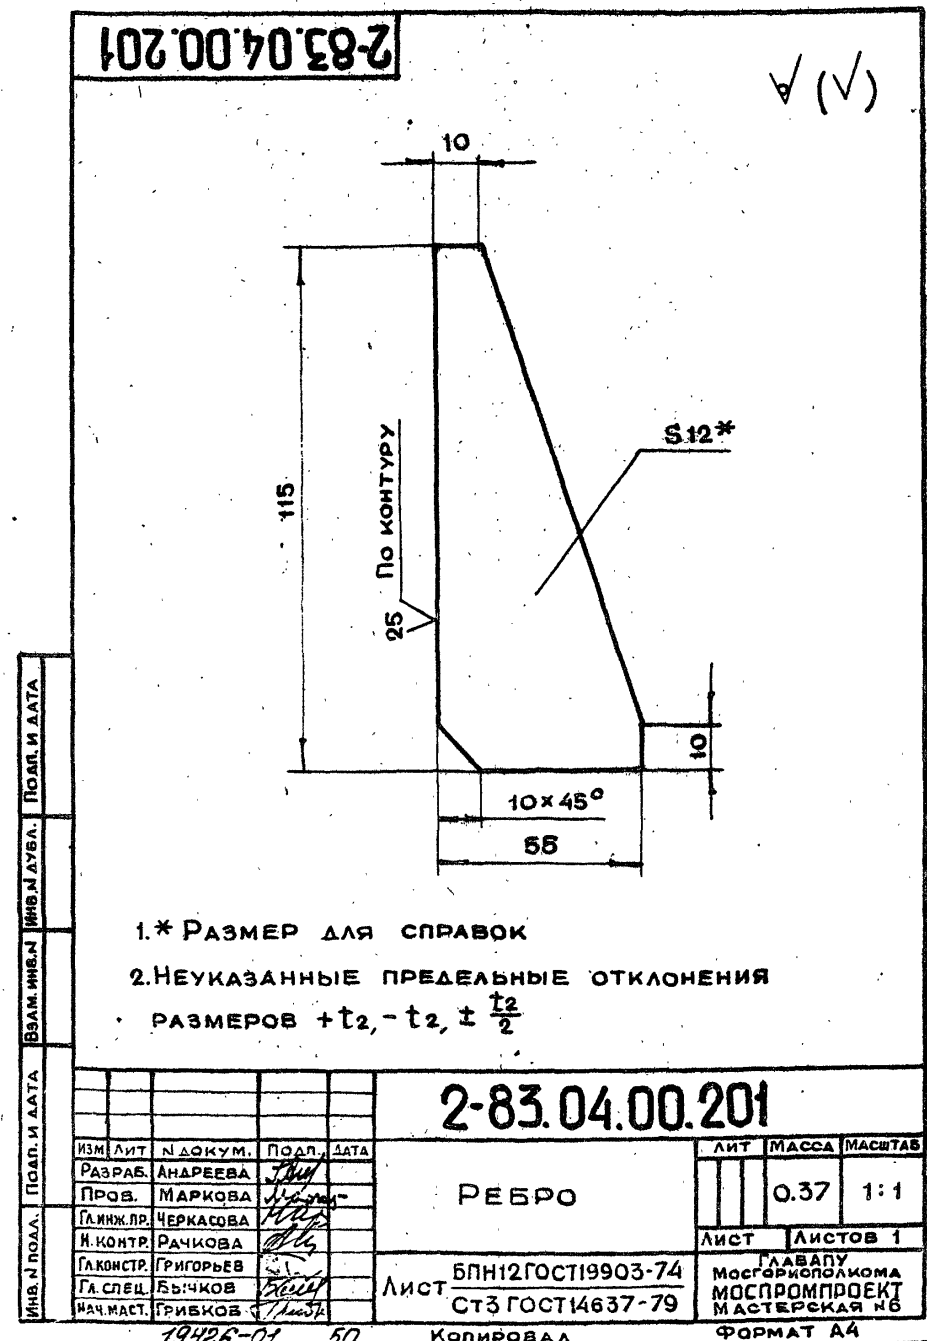 2-83.04.00.201
10
S 12*
115
По контуру
25
10
10×45°
55
1.* Размер для справок
2. Неуказанные предельные отклонения
размеров +t2, -t2, ± t2/2
Подп. и дата
Инв.N дубл.
Взам. инв.N
Подп. и дата
Инв.N подл.
2-83.04.00.201
Изм Лит N докум. Подп. Дата
Разраб. Андреева
Пров. Маркова
Гл.инж.пр. Черкасова
Н.контр. Рачкова
Гл.констр. Григорьев
Гл.спец. Бычков
Нач.маст. Грибков
Ребро
Лит Масса Масштаб
0.37 1:1
Лист Листов 1
Лист БПН12 ГОСТ19903-74
Ст3 ГОСТ14637-79
ГлавАПУ
Мосгорисполкома
Моспромпроект
Мастерская №6
19426-01 50 Копировал Формат А4